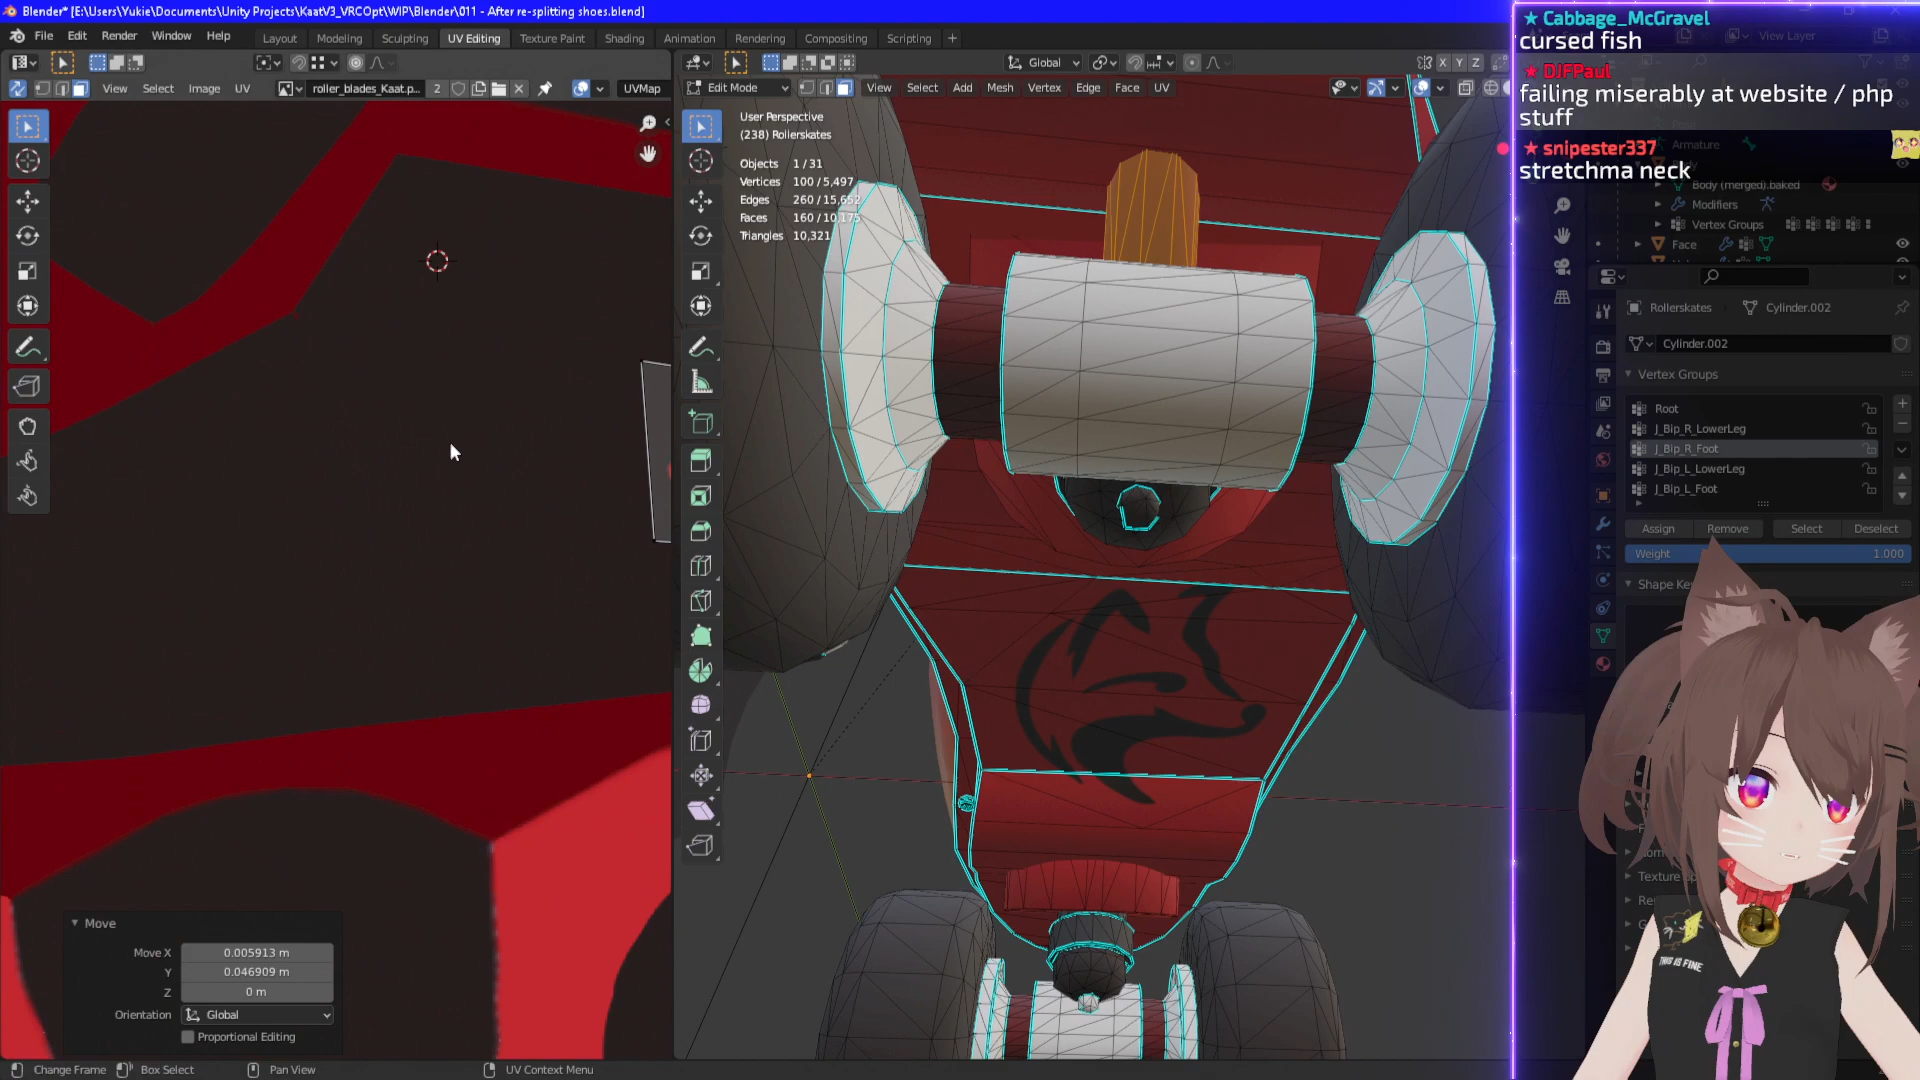 Blender* [E:\Users\Yukie\Documents\Unity Projects\KaatV3_VRCOpt\WIP\Blender\011 - After re-splitting shoes.blend]
File Edit Render Window Help
Layout Modeling Sculpting UV Editing Texture Paint Shading Animation Rendering Compositing Scripting +
View Layer
Global
X Y Z
View Select Image UV
roller_blades_Kaat.p... 2
UVMap
Edit Mode
View Select Add Mesh Vertex Edge Face UV
User Perspective
(238) Rollerskates
Objects 1 / 31
Vertices 100 / 5,497
Edges 260 / 15,652
Faces 160 / 10,175
Triangles 10,321
Cabbage_McGravel
cursed fish
DJFPaul
failing miserably at website / php
stuff
snipester337
stretchma neck
Armature
Body
Body (merged).baked
Modifiers
Vertex Groups
Face
Rollerskates Cylinder.002
Cylinder.002
Vertex Groups
Root
J_Bip_R_LowerLeg
J_Bip_R_Foot
J_Bip_L_LowerLeg
J_Bip_L_Foot
Assign Remove Select Deselect
Weight 1.000
Shape Ke
Texture
Re
THIS IS FINE
Move
Move X 0.005913 m
Y 0.046909 m
Z 0 m
Orientation Global
Proportional Editing
Change Frame Box Select Pan View UV Context Menu